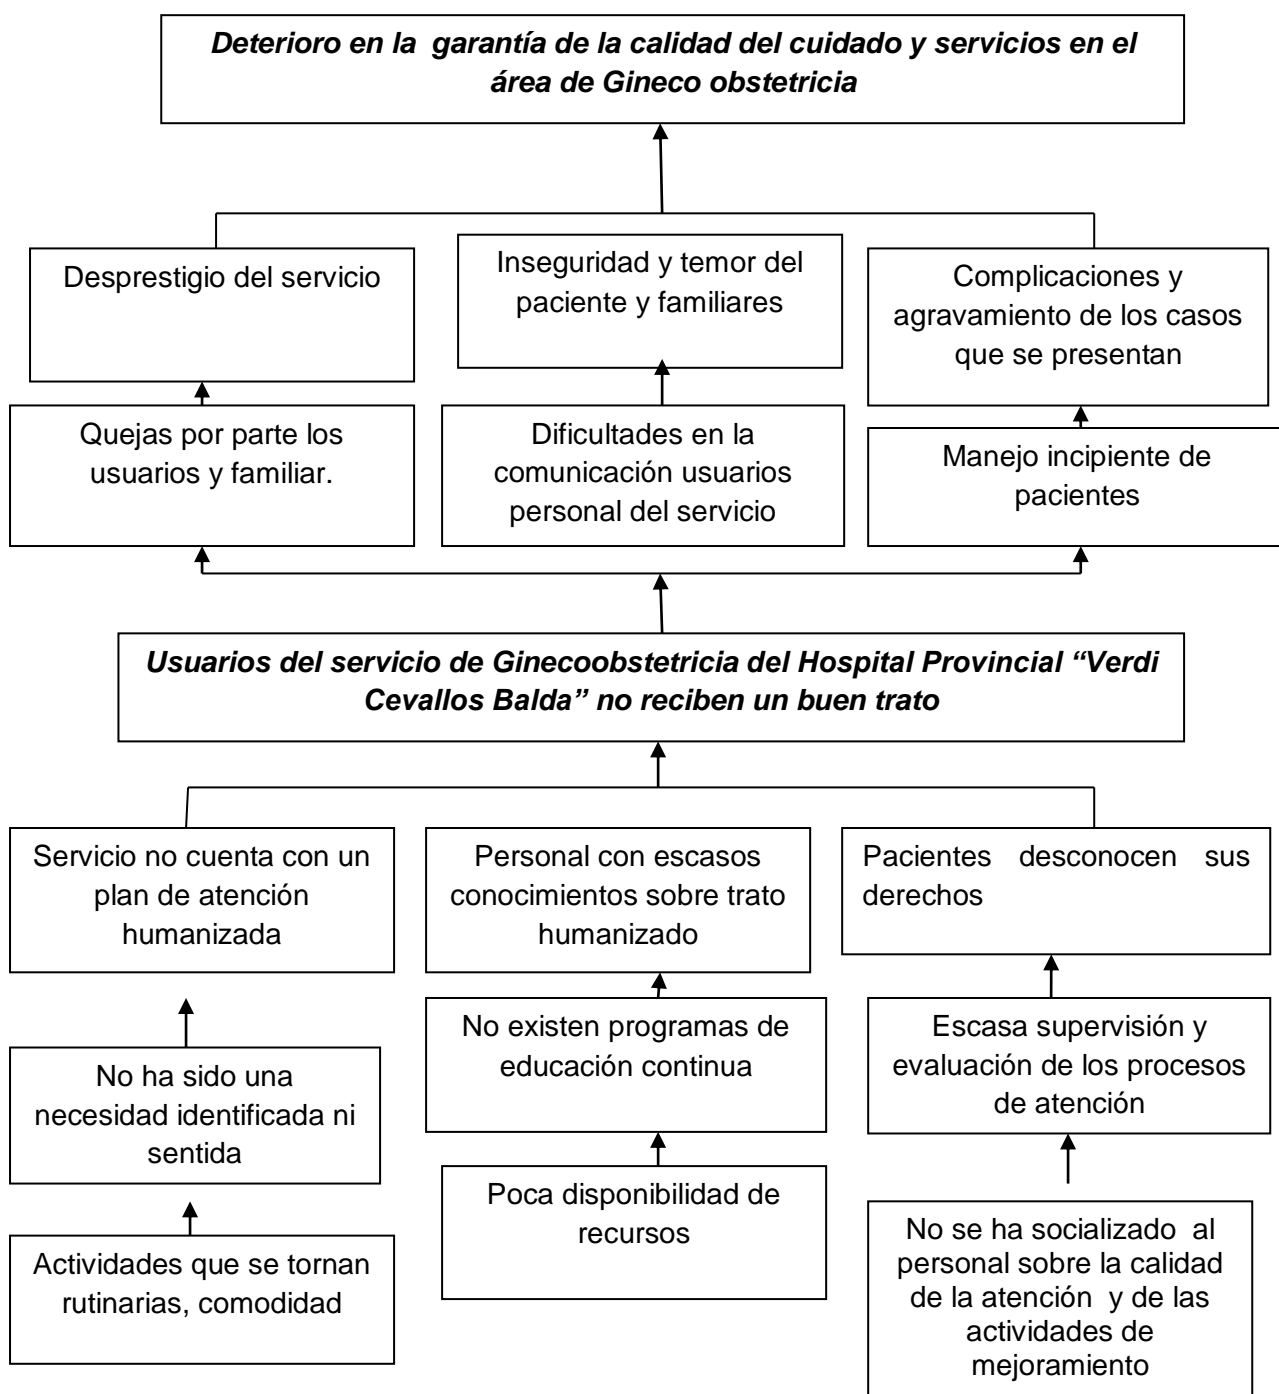 Deterioro en la garantía de la calidad del cuidado y servicios en el
área de Gineco obstetricia
Desprestigio del servicio
Inseguridad y temor del
paciente y familiares
Complicaciones y
agravamiento de los casos
que se presentan
Quejas por parte los
usuarios y familiar.
Dificultades en la
comunicación usuarios
personal del servicio
Manejo incipiente de
pacientes
Usuarios del servicio de Ginecoobstetricia del Hospital Provincial “Verdi
Cevallos Balda” no reciben un buen trato
Servicio no cuenta con un
plan de atención
humanizada
Personal con escasos
conocimientos sobre trato
humanizado
Pacientes desconocen sus
derechos
No ha sido una
necesidad identificada ni
sentida
No existen programas de
educación continua
Escasa supervisión y
evaluación de los procesos
de atención
Actividades que se tornan
rutinarias, comodidad
Poca disponibilidad de
recursos
No se ha socializado al
personal sobre la calidad
de la atención y de las
actividades de
mejoramiento